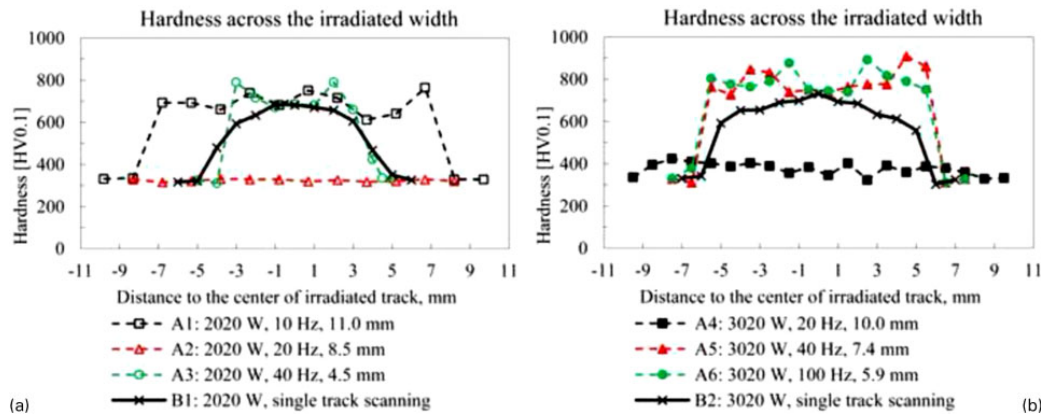 Hardness across the irradiated width
1000
800
600
400
200
0
Hardness [HV0.1]
-11 -9 -7 -5 -3 -1 1 3 5 7 9 11
Distance to the center of irradiated track, mm
A1: 2020 W, 10 Hz, 11.0 mm
A2: 2020 W, 20 Hz, 8.5 mm
A3: 2020 W, 40 Hz, 4.5 mm
B1: 2020 W, single track scanning
(a)
Hardness across the irradiated width
1000
800
600
400
200
0
Hardness [HV0.1]
-11 -9 -7 -5 -3 -1 1 3 5 7 9 11
Distance to the center of irradiated track, mm
A4: 3020 W, 20 Hz, 10.0 mm
A5: 3020 W, 40 Hz, 7.4 mm
A6: 3020 W, 100 Hz, 5.9 mm
B2: 3020 W, single track scanning
(b)